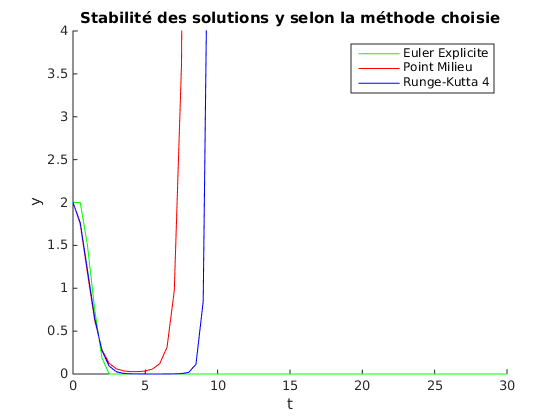 Stabilité des solutions y selon la méthode choisie
4
3.5
3
2.5
2
1.5
1
0.5
0
y
Euler Explicite
Point Milieu
Runge-Kutta 4
0 5 10 15 20 25 30
t